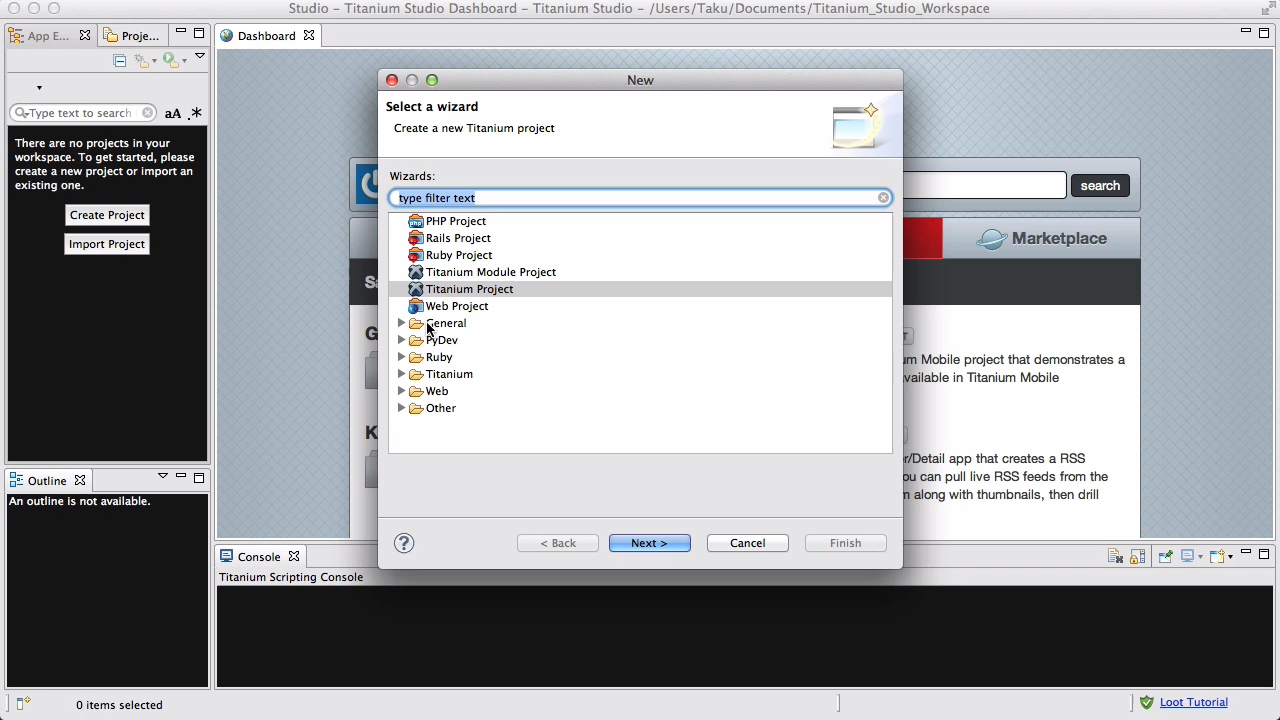 Studio - Titanium Studio Dashboard - Titanium Studio - /Users/Taku/Documents/Titanium_Studio_Workspace
App E...
Proje...
Dashboard
Type text to search
aA .*
There are no projects in your
workspace. To get started, please
create a new project or import an
existing one.
Create Project
Import Project
New
Select a wizard
Create a new Titanium project
Wizards:
type filter text
PHP Project
Rails Project
Ruby Project
Titanium Module Project
Titanium Project
Web Project
General
PyDev
Ruby
Titanium
Web
Other
? < Back Next > Cancel Finish
search
Marketplace
Mobile project that demonstrates a
available in Titanium Mobile
/Detail app that creates a RSS
can pull live RSS feeds from the
along with thumbnails, then drill
Outline
An outline is not available.
Console
Titanium Scripting Console
0 items selected
Loot Tutorial